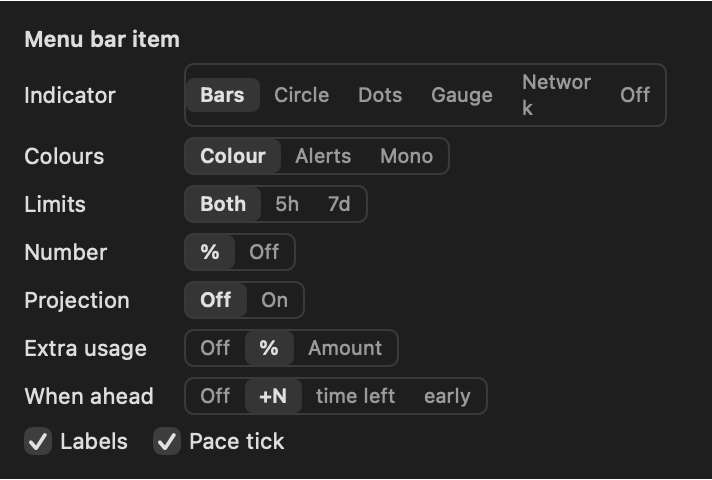 Menu bar item
Indicator Bars Circle Dots Gauge Networ
k Off
Colours Colour Alerts Mono
Limits Both 5h 7d
Number % Off
Projection Off On
Extra usage Off % Amount
When ahead Off +N time left early
Labels Pace tick